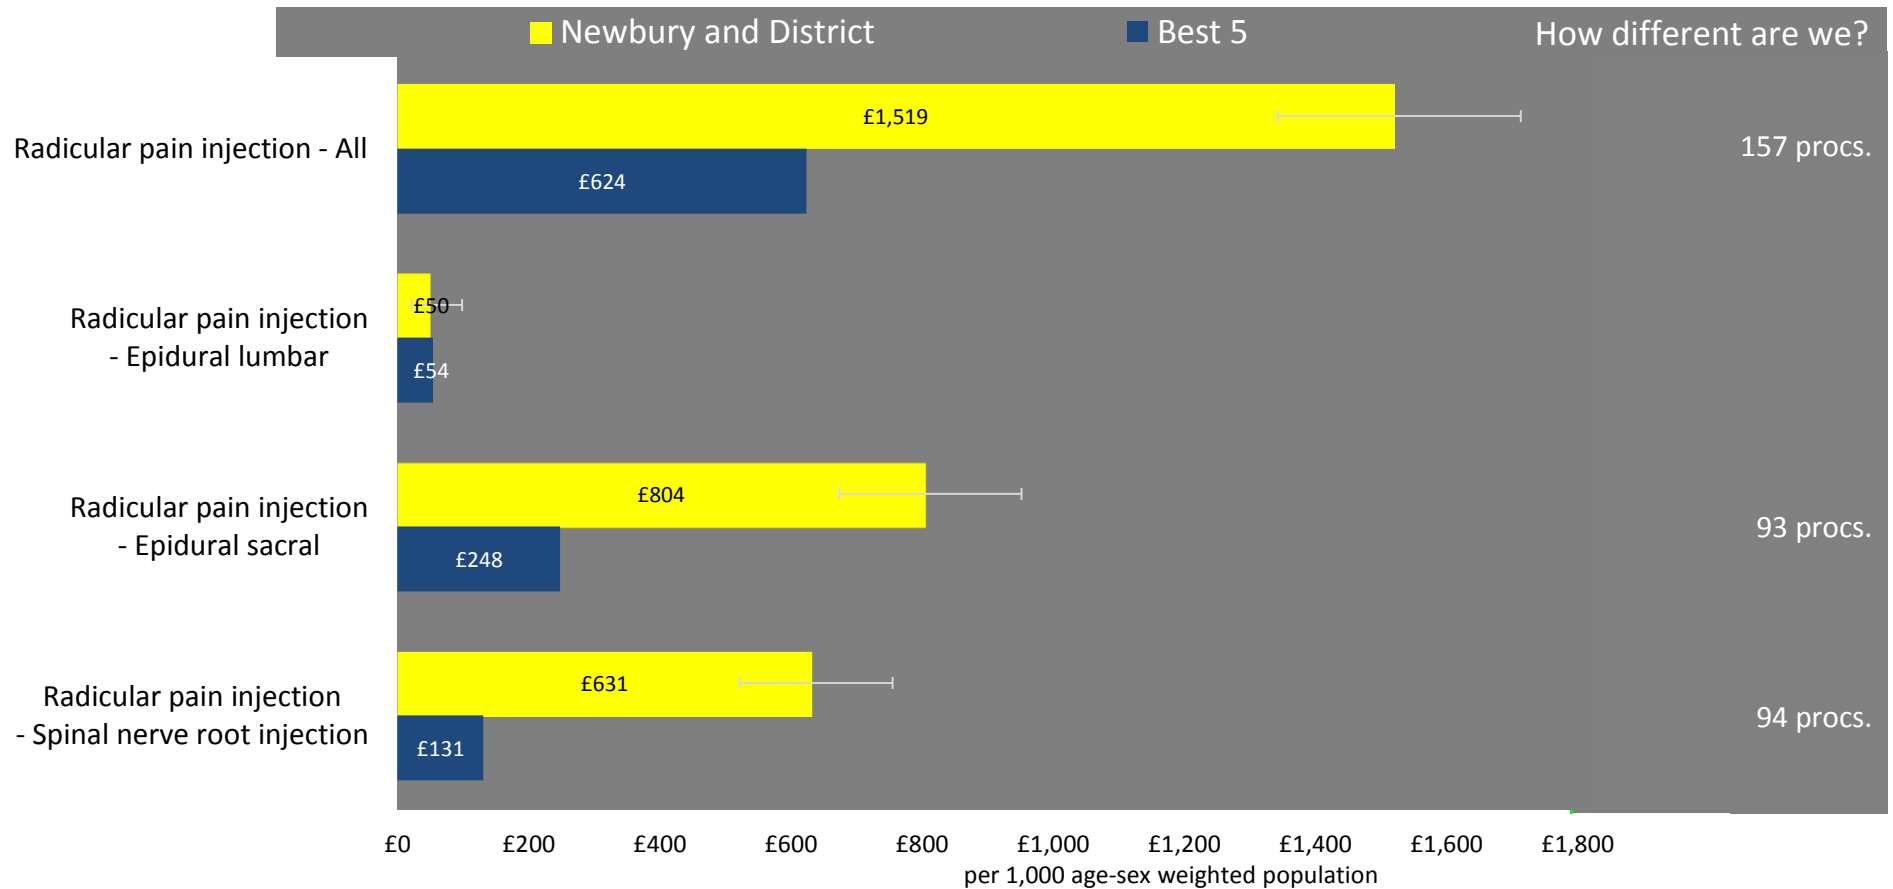 Newbury and District Best 5 How different are we?
Radicular pain injection - All
£1,519
£624
157 procs.
Radicular pain injection
- Epidural lumbar
£50
£54
Radicular pain injection
- Epidural sacral
£804
£248
93 procs.
Radicular pain injection
- Spinal nerve root injection
£631
£131
94 procs.
£0 £200 £400 £600 £800 £1,000 £1,200 £1,400 £1,600 £1,800
per 1,000 age-sex weighted population